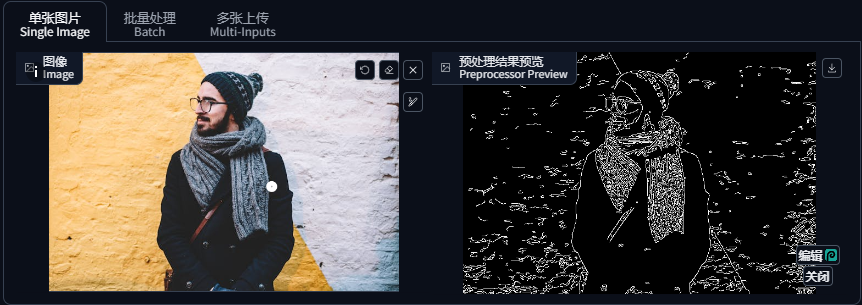 单张图片
Single Image
批量处理
Batch
多张上传
Multi-Inputs
图像
Image
预处理结果预览
Preprocessor Preview
编辑
关闭